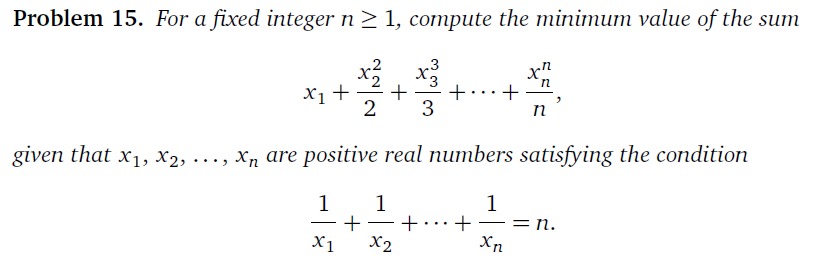 Problem 15. For a fixed integer n ≥ 1, compute the minimum value of the sum
x₁ + x₂²/2 + x₃³/3 + ⋯ + xₙⁿ/n,
given that x₁, x₂, ..., xₙ are positive real numbers satisfying the condition
1/x₁ + 1/x₂ + ⋯ + 1/xₙ = n.